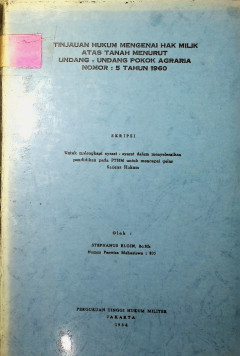 TINJAUAN HUKUM MENGENAI HAK MILIK
ATAS TANAH MENURUT
UNDANG - UNDANG POKOK AGRARIA
NOMOR : 5 TAHUN 1960
SKRIPSI
Untuk melengkapi syarat - syarat dalam menyelesaikan
pendidikan pada PTHM untuk mencapai gelar
Sarjana Hukum
Oleh :
STEPHANUS ELGIN,
Nomor Mahasiswa :
PERGURUAN TINGGI HUKUM MILITER
JAKARTA